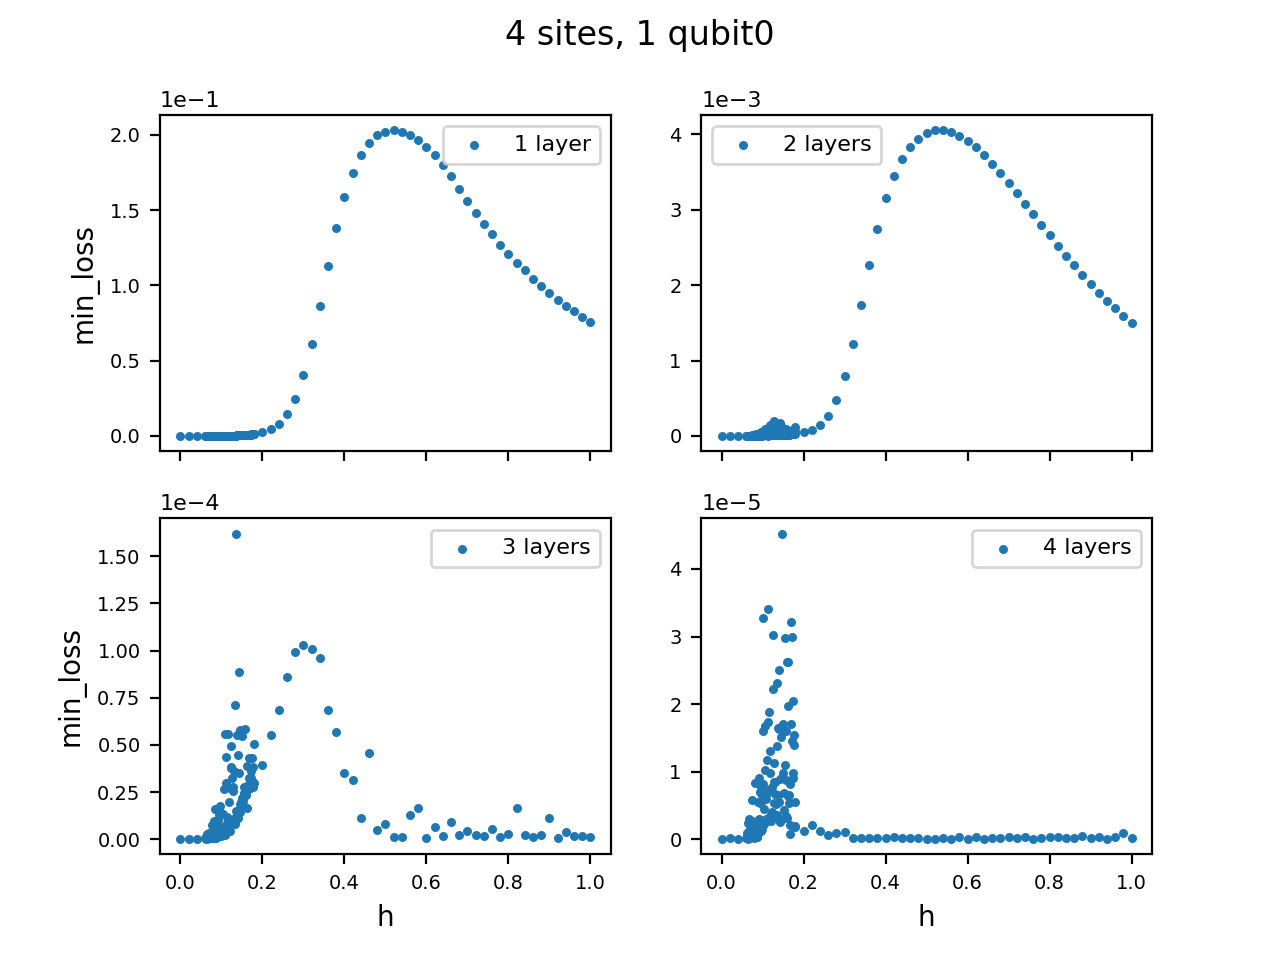 4 sites, 1 qubit0
1e−1
2.0
1.5
1.0
0.5
0.0
min_loss
1 layer
1e−3
4
3
2
1
0
2 layers
1e−4
1.50
1.25
1.00
0.75
0.50
0.25
0.00
min_loss
3 layers
0.0 0.2 0.4 0.6 0.8 1.0
h
1e−5
4
3
2
1
0
4 layers
0.0 0.2 0.4 0.6 0.8 1.0
h